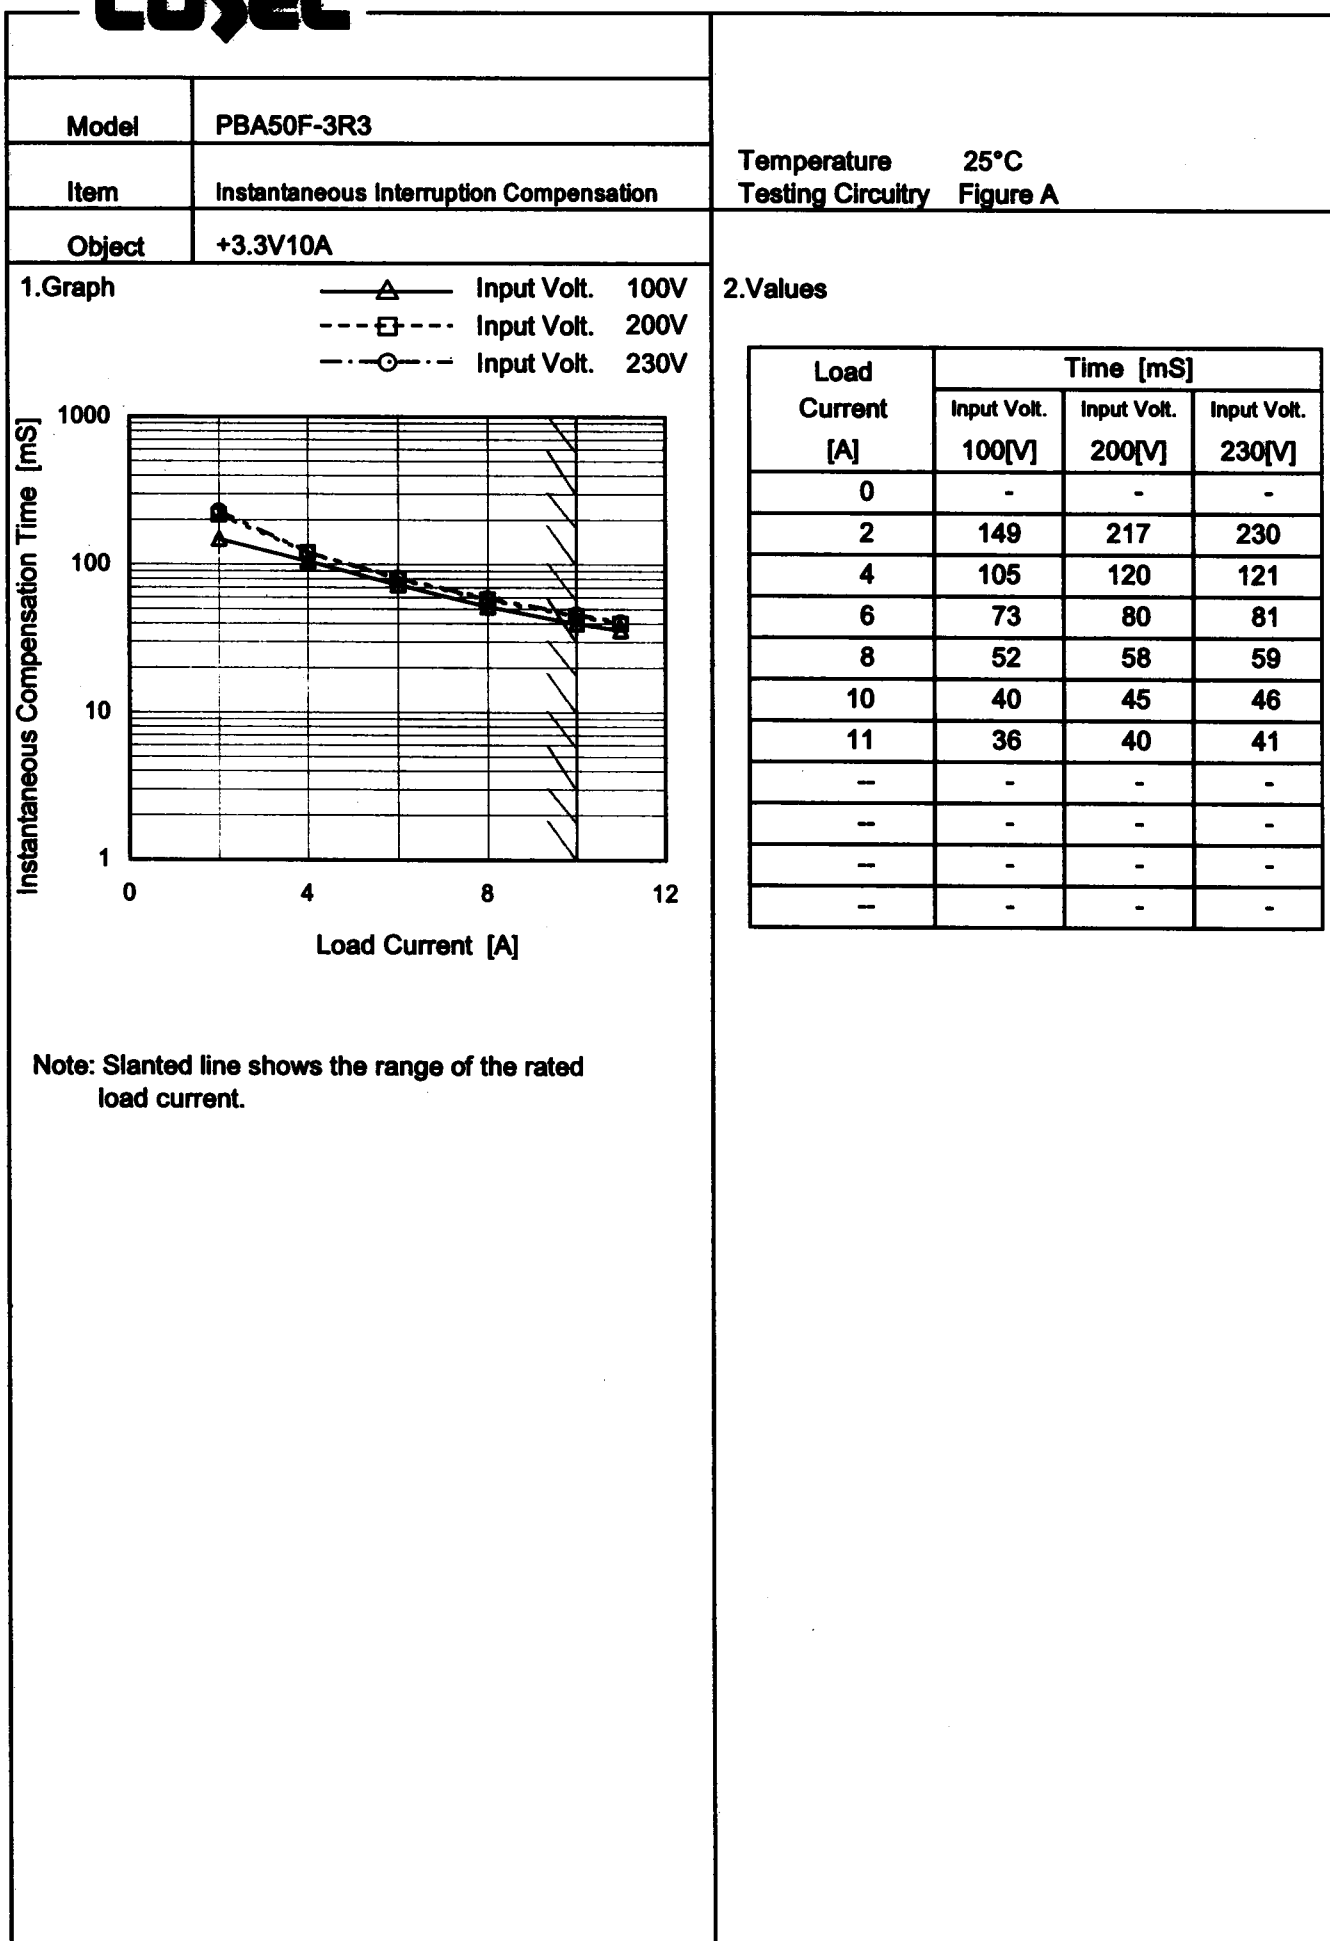 COSEL
Model PBA50F-3R3
Item Instantaneous Interruption Compensation
Object +3.3V10A
Temperature 25°C
Testing Circuitry Figure A
1.Graph
Input Volt. 100V
Input Volt. 200V
Input Volt. 230V
Instantaneous Compensation Time [mS]
1000
100
10
1
0 4 8 12
Load Current [A]
Note: Slanted line shows the range of the rated
load current.
2.Values
Load Time [mS]
Current Input Volt. Input Volt. Input Volt.
[A] 100[V] 200[V] 230[V]
0 - - -
2 149 217 230
4 105 120 121
6 73 80 81
8 52 58 59
10 40 45 46
11 36 40 41
-- - - -
-- - - -
-- - - -
-- - - -